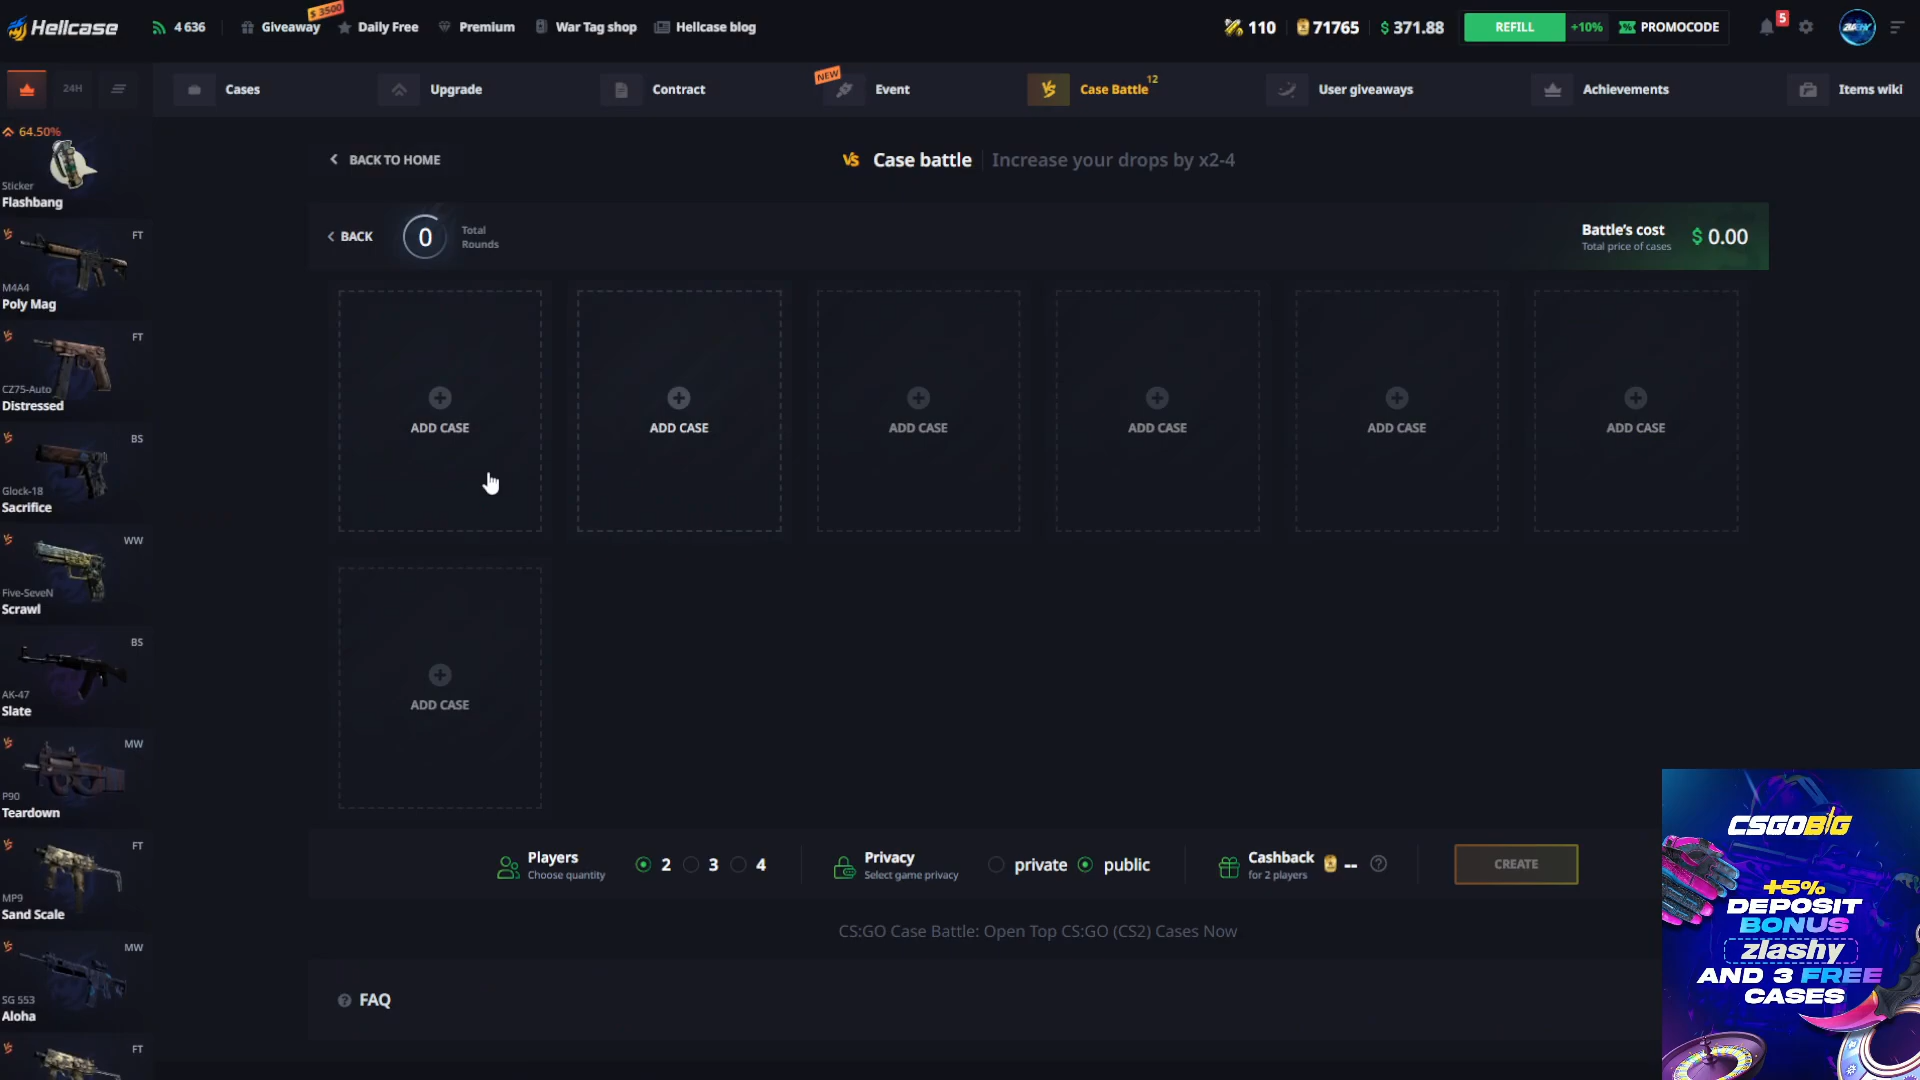 Hellcase
4 636
Giveaway
$ 3500
Daily Free
Premium
War Tag shop
Hellcase blog
110
71765
$ 371.88
REFILL
+10%
PROMOCODE
5
24H
Cases
Upgrade
Contract
NEW
Event
VS
Case Battle
12
User giveaways
Achievements
Items wiki
64.50%
Sticker
Flashbang
FT
M4A4
Poly Mag
FT
CZ75-Auto
Distressed
BS
Glock-18
Sacrifice
WW
Five-SeveN
Scrawl
BS
AK-47
Slate
MW
P90
Teardown
FT
MP9
Sand Scale
MW
SG 553
Aloha
FT
BACK TO HOME
VS Case battle
Increase your drops by x2-4
BACK
0
Total
Rounds
Battle's cost
Total price of cases
$ 0.00
ADD CASE
ADD CASE
ADD CASE
ADD CASE
ADD CASE
ADD CASE
ADD CASE
Players
Choose quantity
2
3
4
Privacy
Select game privacy
private
public
Cashback
for 2 players
--
?
CREATE
CS:GO Case Battle: Open Top CS:GO (CS2) Cases Now
? FAQ
CSGOBIG
+5%
DEPOSIT
BONUS
zlashy
AND 3 FREE
CASES